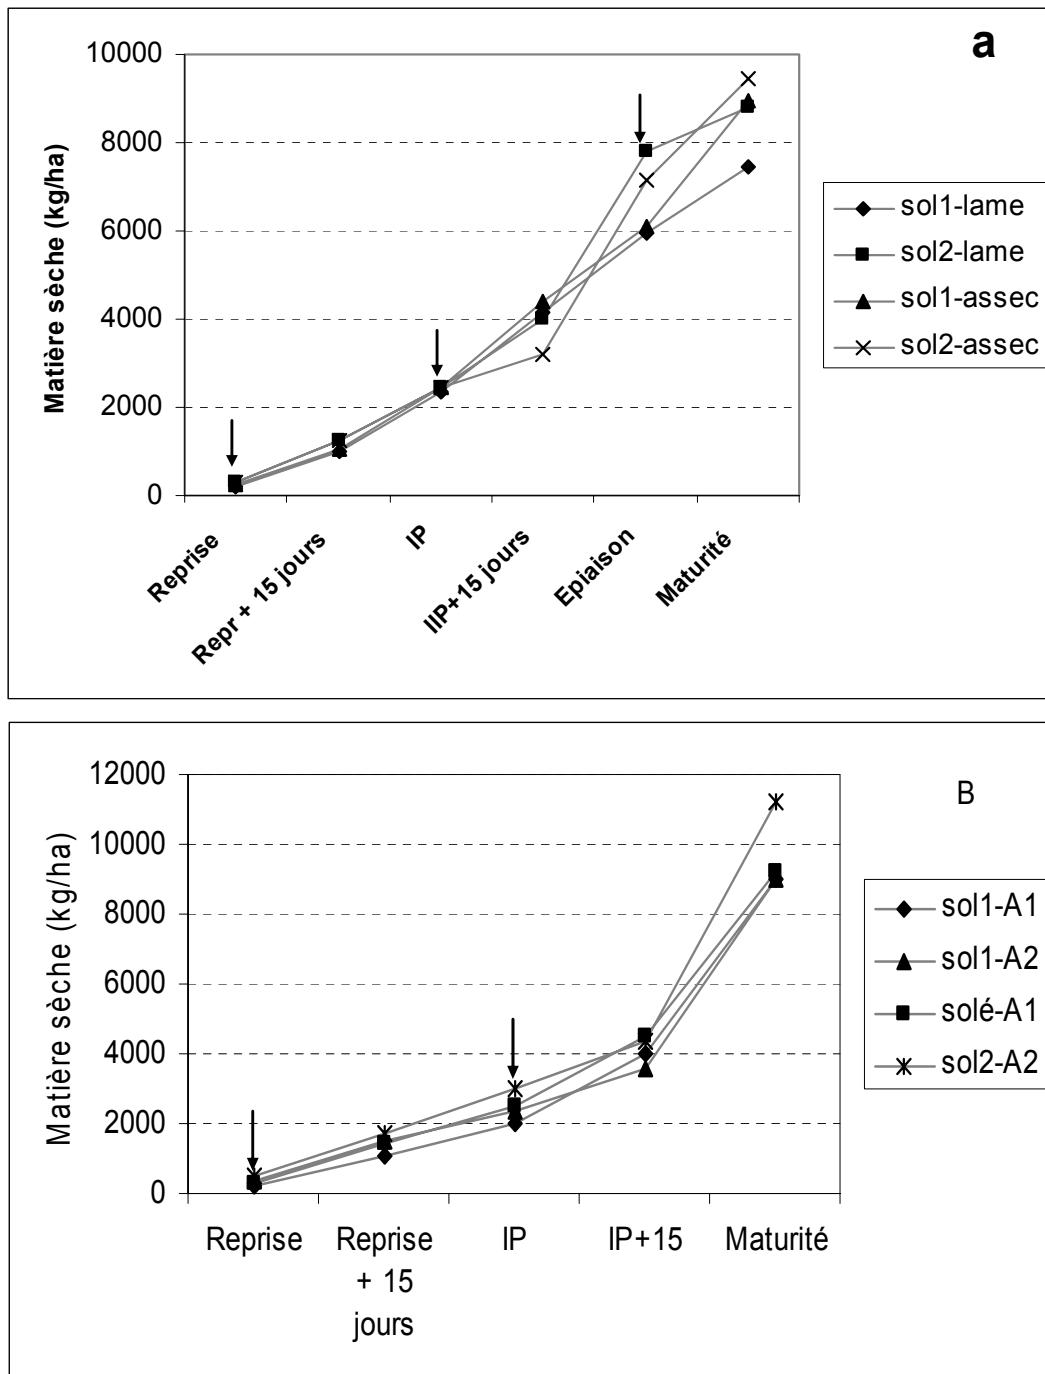 a
10000
8000
6000
4000
2000
0
Matière sèche (kg/ha)
Reprise
Repr + 15 jours
IP
IIP+15 jours
Epiaison
Maturité
sol1-lame
sol2-lame
sol1-assec
sol2-assec
B
12000
10000
8000
6000
4000
2000
0
Matière sèche (kg/ha)
Reprise
Reprise
+ 15
jours
IP
IP+15
Maturité
sol1-A1
sol1-A2
solé-A1
sol2-A2